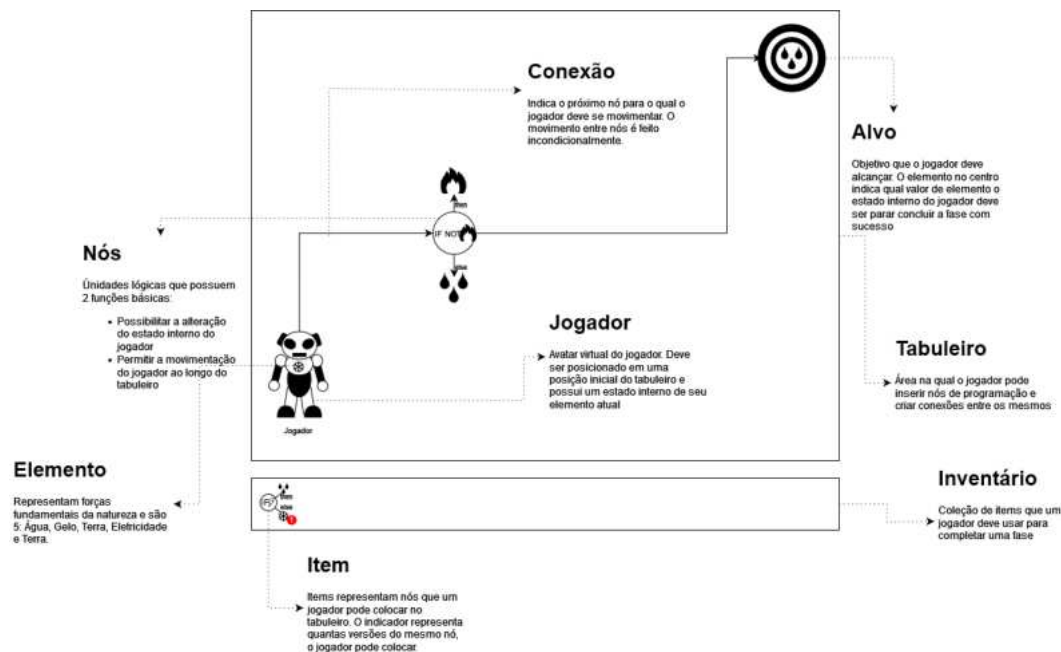 Conexão
Indica o próximo nó para o qual o
jogador deve se movimentar. O
movimento entre nós é feito
incondicionalmente.
Alvo
Objetivo que o jogador deve
alcançar. O elemento no centro
indica qual valor de elemento o
estado interno do jogador deve
ser parar concluir a fase com
sucesso
then
IF NOT
else
Nós
Unidades lógicas que possuem
2 funções básicas:
• Possibilitar a alteração
do estado interno do
jogador
• Permitir a movimentação
do jogador ao longo do
tabuleiro
Jogador
Avatar virtual do jogador. Deve
ser posicionado em uma
posição inicial do tabuleiro e
possui um estado interno de seu
elemento atual
Jogador
Tabuleiro
Área na qual o jogador pode
inserir nós de programação e
criar conexões entre os mesmos
Elemento
Representam forças
fundamentais da natureza e são
5: Água, Gelo, Terra, Eletricidade
e Terra.
then
else
Inventário
Coleção de items que um
jogador deve usar para
completar uma fase
Item
Items representam nós que um
jogador pode colocar no
tabuleiro. O indicador representa
quantas versões do mesmo nó,
o jogador pode colocar.